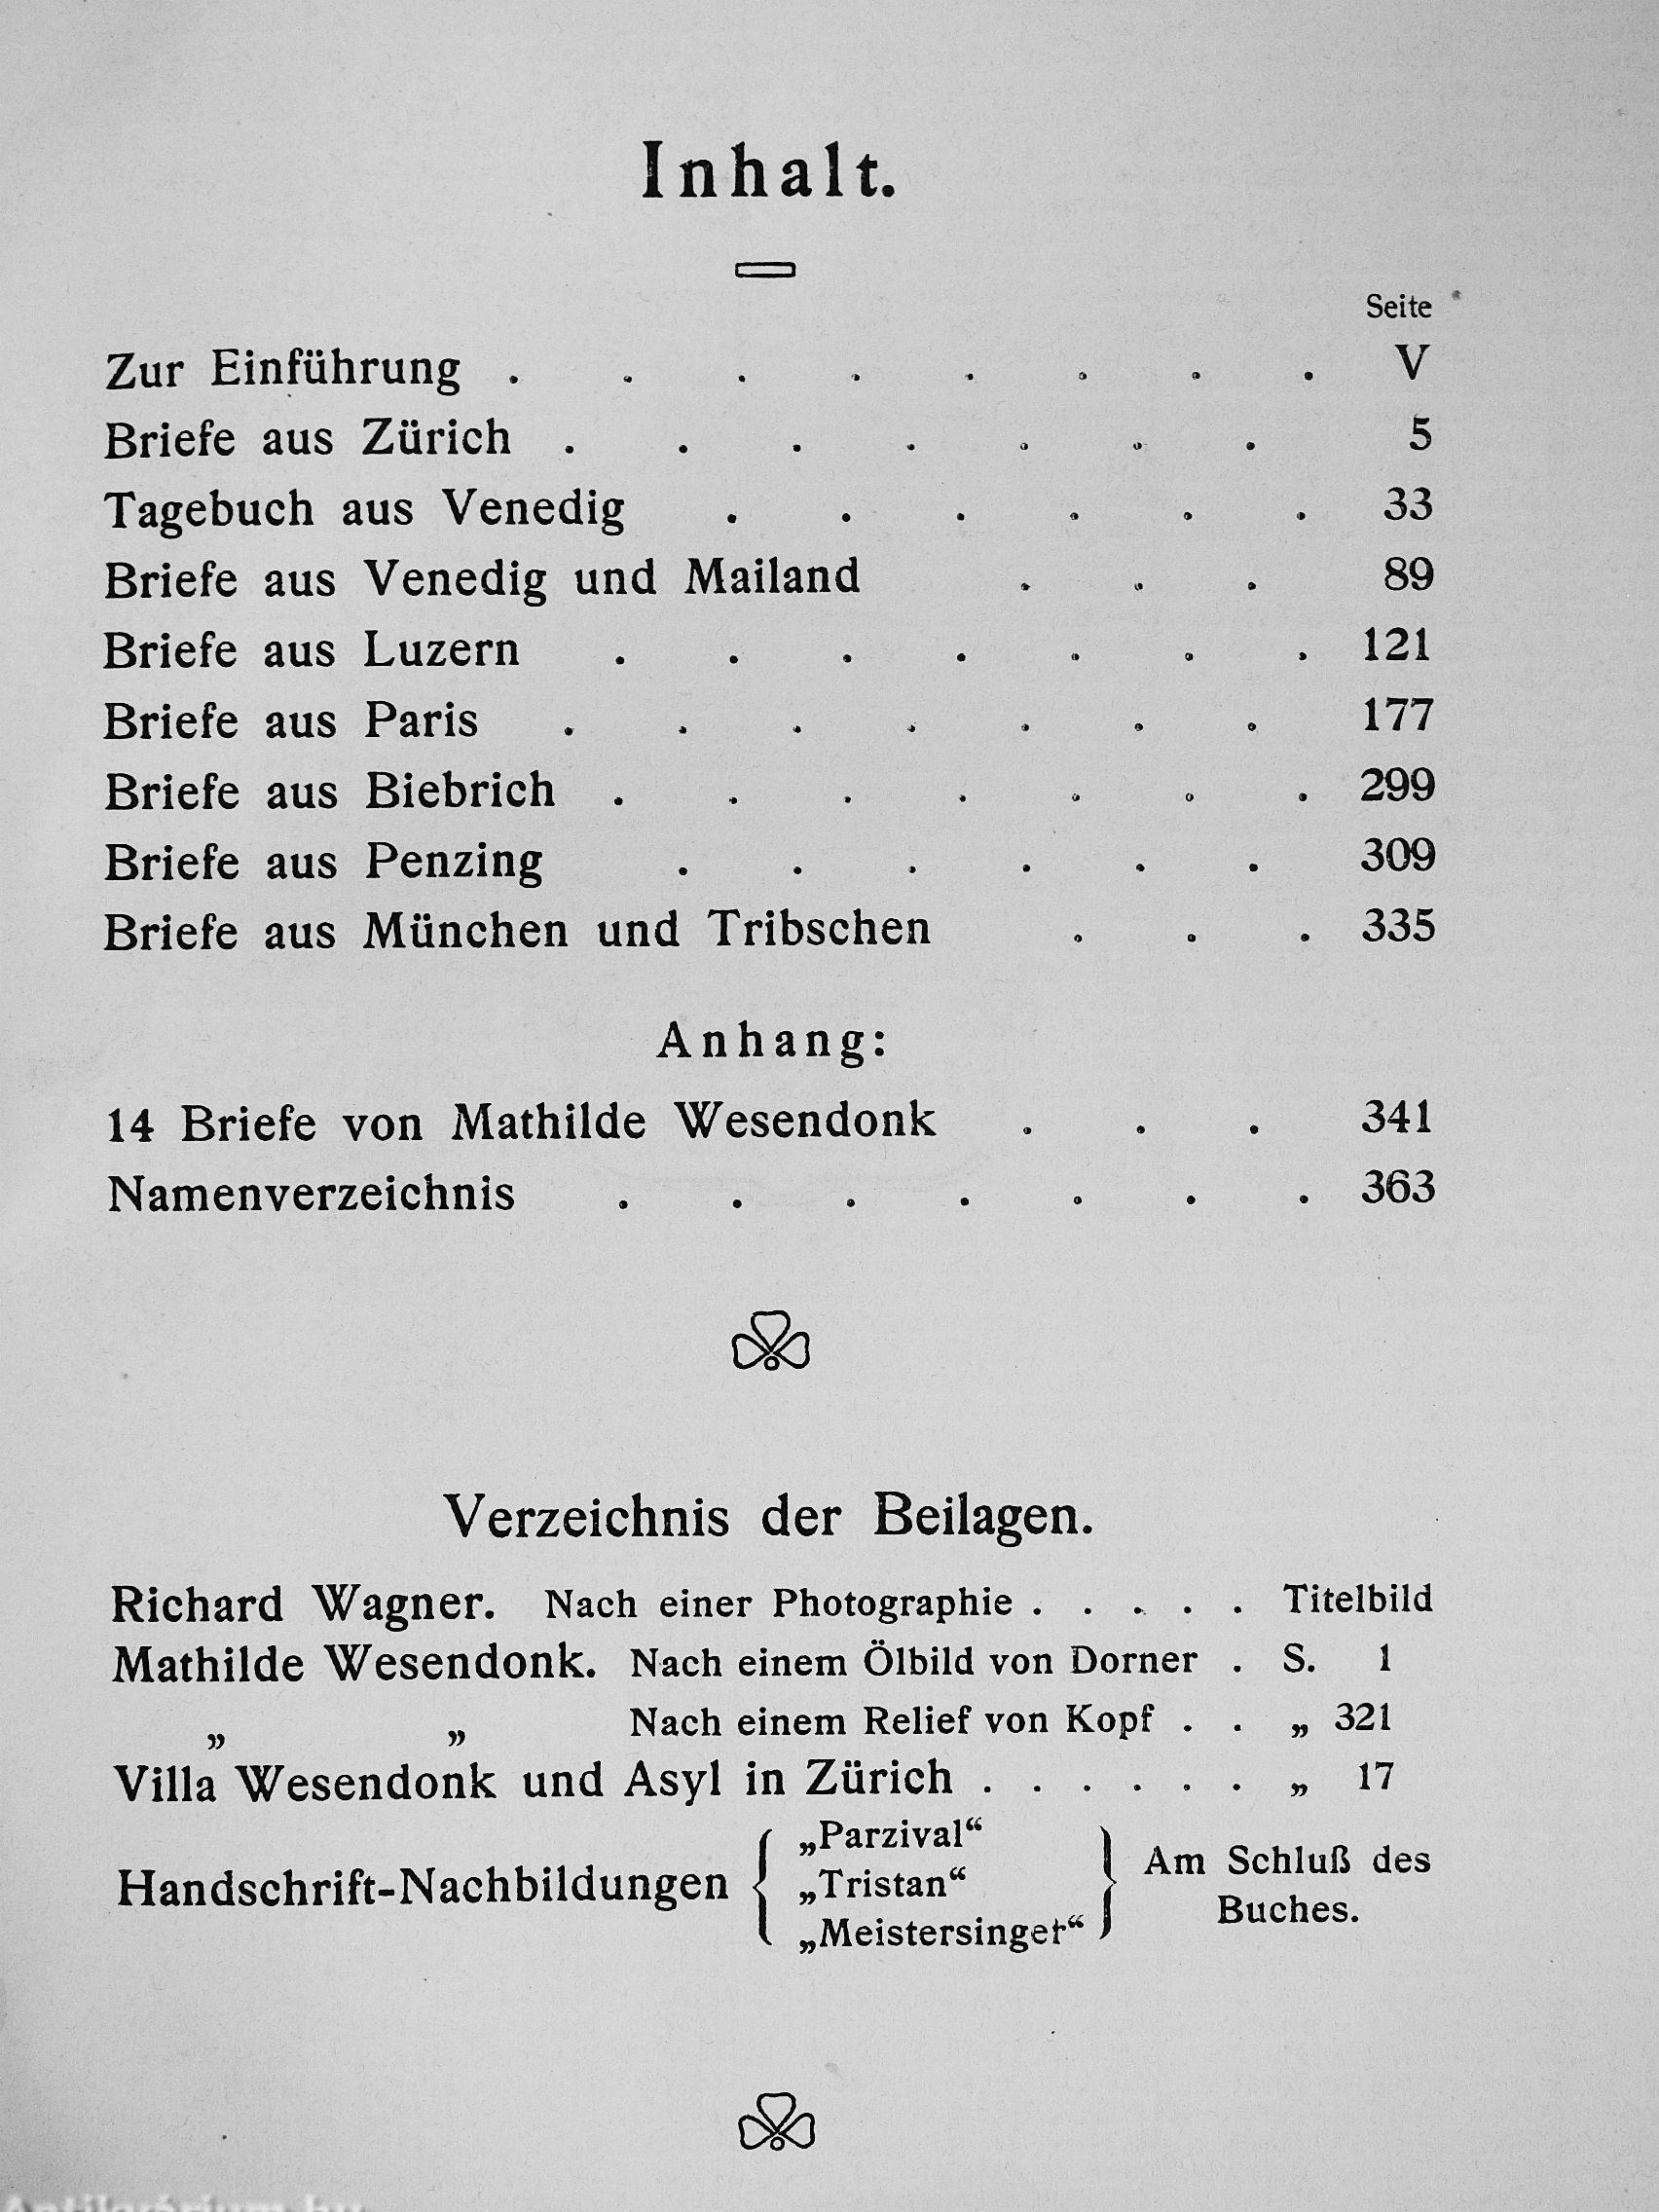 Inhalt.
Seite
Zur Einführung . . . . . . . . V
Briefe aus Zürich . . . . . . . 5
Tagebuch aus Venedig . . . . . . 33
Briefe aus Venedig und Mailand . . . 89
Briefe aus Luzern . . . . . . . 121
Briefe aus Paris . . . . . . . 177
Briefe aus Biebrich . . . . . . . 299
Briefe aus Penzing . . . . . . 309
Briefe aus München und Tribschen . . . 335
Anhang:
14 Briefe von Mathilde Wesendonk . . . 341
Namenverzeichnis . . . . . . . 363
Verzeichnis der Beilagen.
Richard Wagner. Nach einer Photographie . . . . . Titelbild
Mathilde Wesendonk. Nach einem Ölbild von Dorner . S. 1
„ „ Nach einem Relief von Kopf . . „ 321
Villa Wesendonk und Asyl in Zürich . . . . . . „ 17
Handschrift-Nachbildungen { „Parzival“
„Tristan“
„Meistersinger“ } Am Schluß des
Buches.